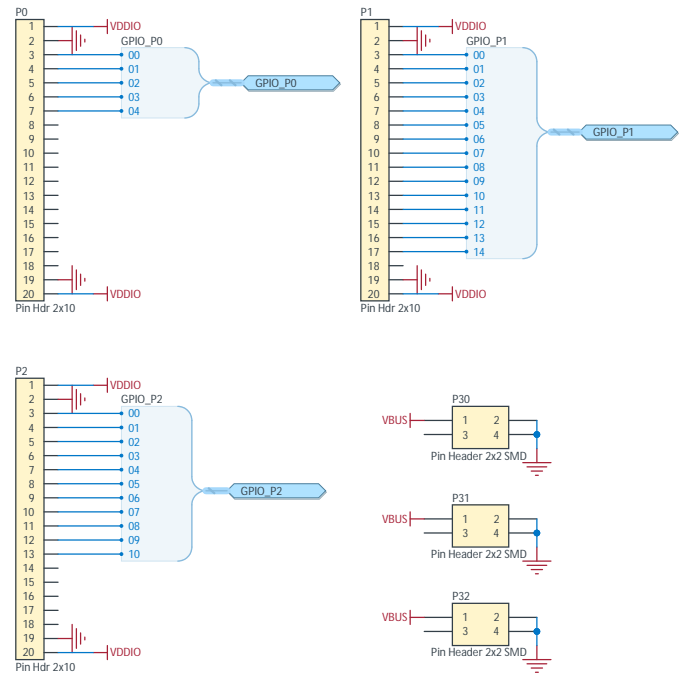 P0
1 VDDIO
2 GPIO_P0
3 00
4 01
5 02 GPIO_P0
6 03
7 04
8
9
10
11
12
13
14
15
16
17
18
19
20 VDDIO
Pin Hdr 2x10
P1
1 VDDIO
2 GPIO_P1
3 00
4 01
5 02
6 03
7 04
8 05 GPIO_P1
9 06
10 07
11 08
12 09
13 10
14 11
15 12
16 13
17 14
18
19
20 VDDIO
Pin Hdr 2x10
P2
1 VDDIO
2 GPIO_P2
3 00
4 01
5 02
6 03
7 04
8 05 GPIO_P2
9 06
10 07
11 08
12 09
13 10
14
15
16
17
18
19
20 VDDIO
Pin Hdr 2x10
P30
VBUS 1 2
3 4
Pin Header 2x2 SMD
P31
VBUS 1 2
3 4
Pin Header 2x2 SMD
P32
VBUS 1 2
3 4
Pin Header 2x2 SMD